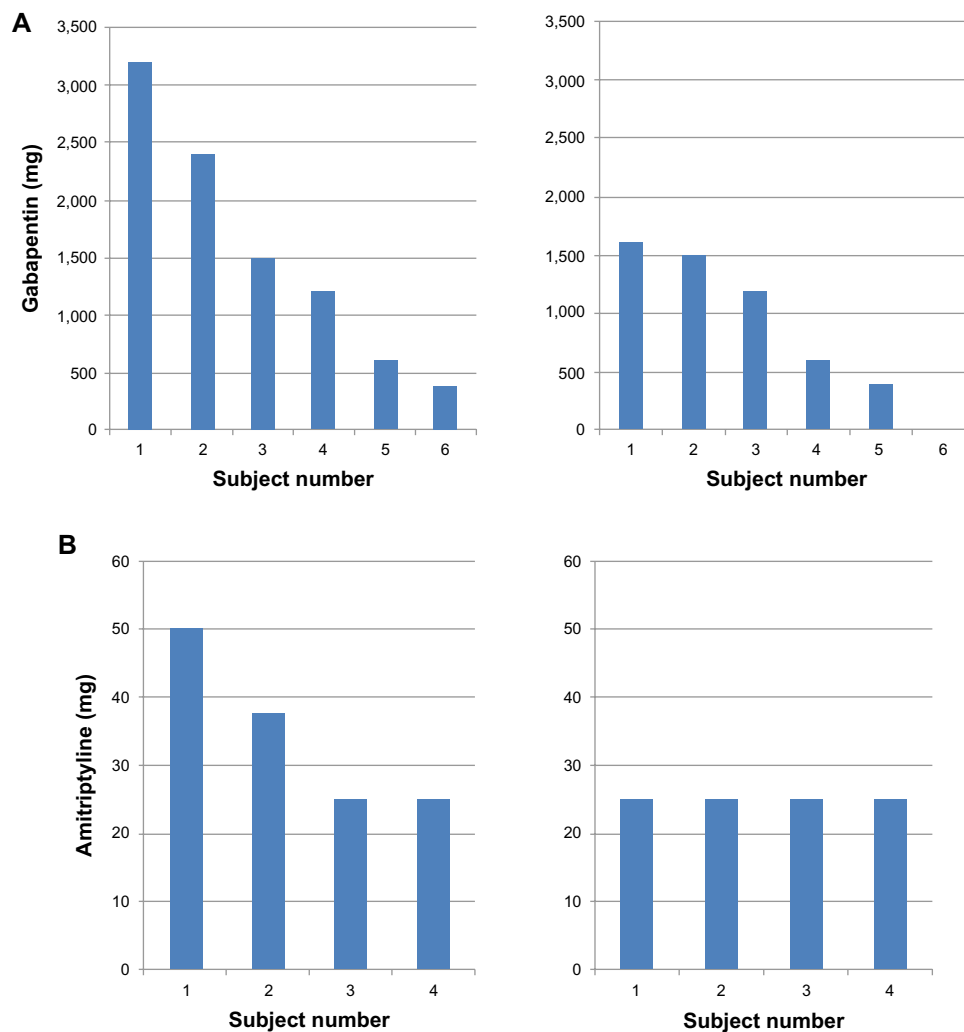 A
3,500
3,000
2,500
2,000
1,500
1,000
500
0
Gabapentin (mg)
1 2 3 4 5 6
Subject number
3,500
3,000
2,500
2,000
1,500
1,000
500
0
1 2 3 4 5 6
Subject number
B
60
50
40
30
20
10
0
Amitriptyline (mg)
1 2 3 4
Subject number
60
50
40
30
20
10
0
1 2 3 4
Subject number